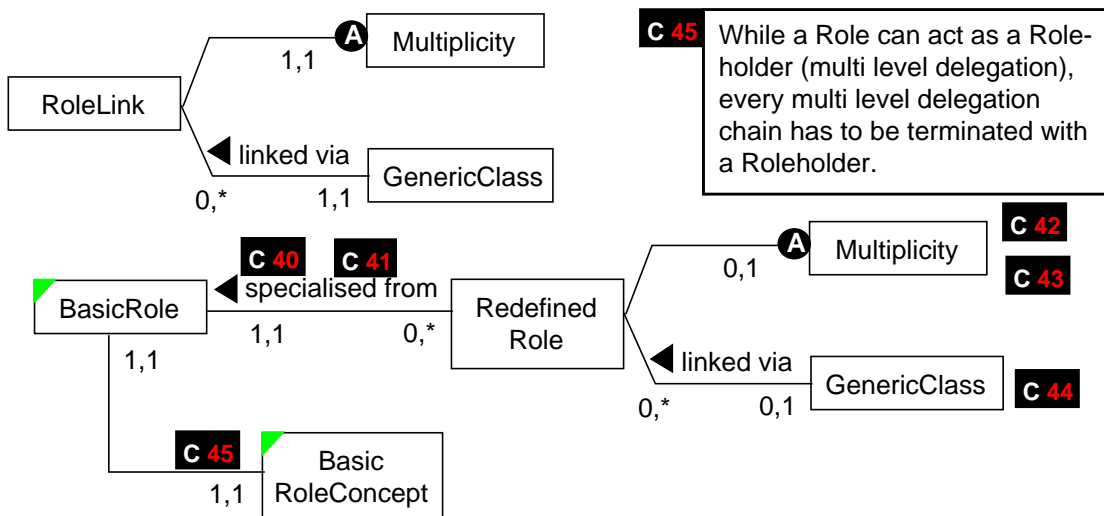 A
Multiplicity
1,1
RoleLink
linked via
GenericClass
0,*
1,1
C 45
While a Role can act as a Role-
holder (multi level delegation),
every multi level delegation
chain has to be terminated with
a Roleholder.
C 40
C 41
specialised from
BasicRole
1,1
0,*
Redefined
Role
1,1
A
Multiplicity
0,1
C 42
C 43
linked via
GenericClass
0,*
0,1
C 44
C 45
1,1
Basic
RoleConcept